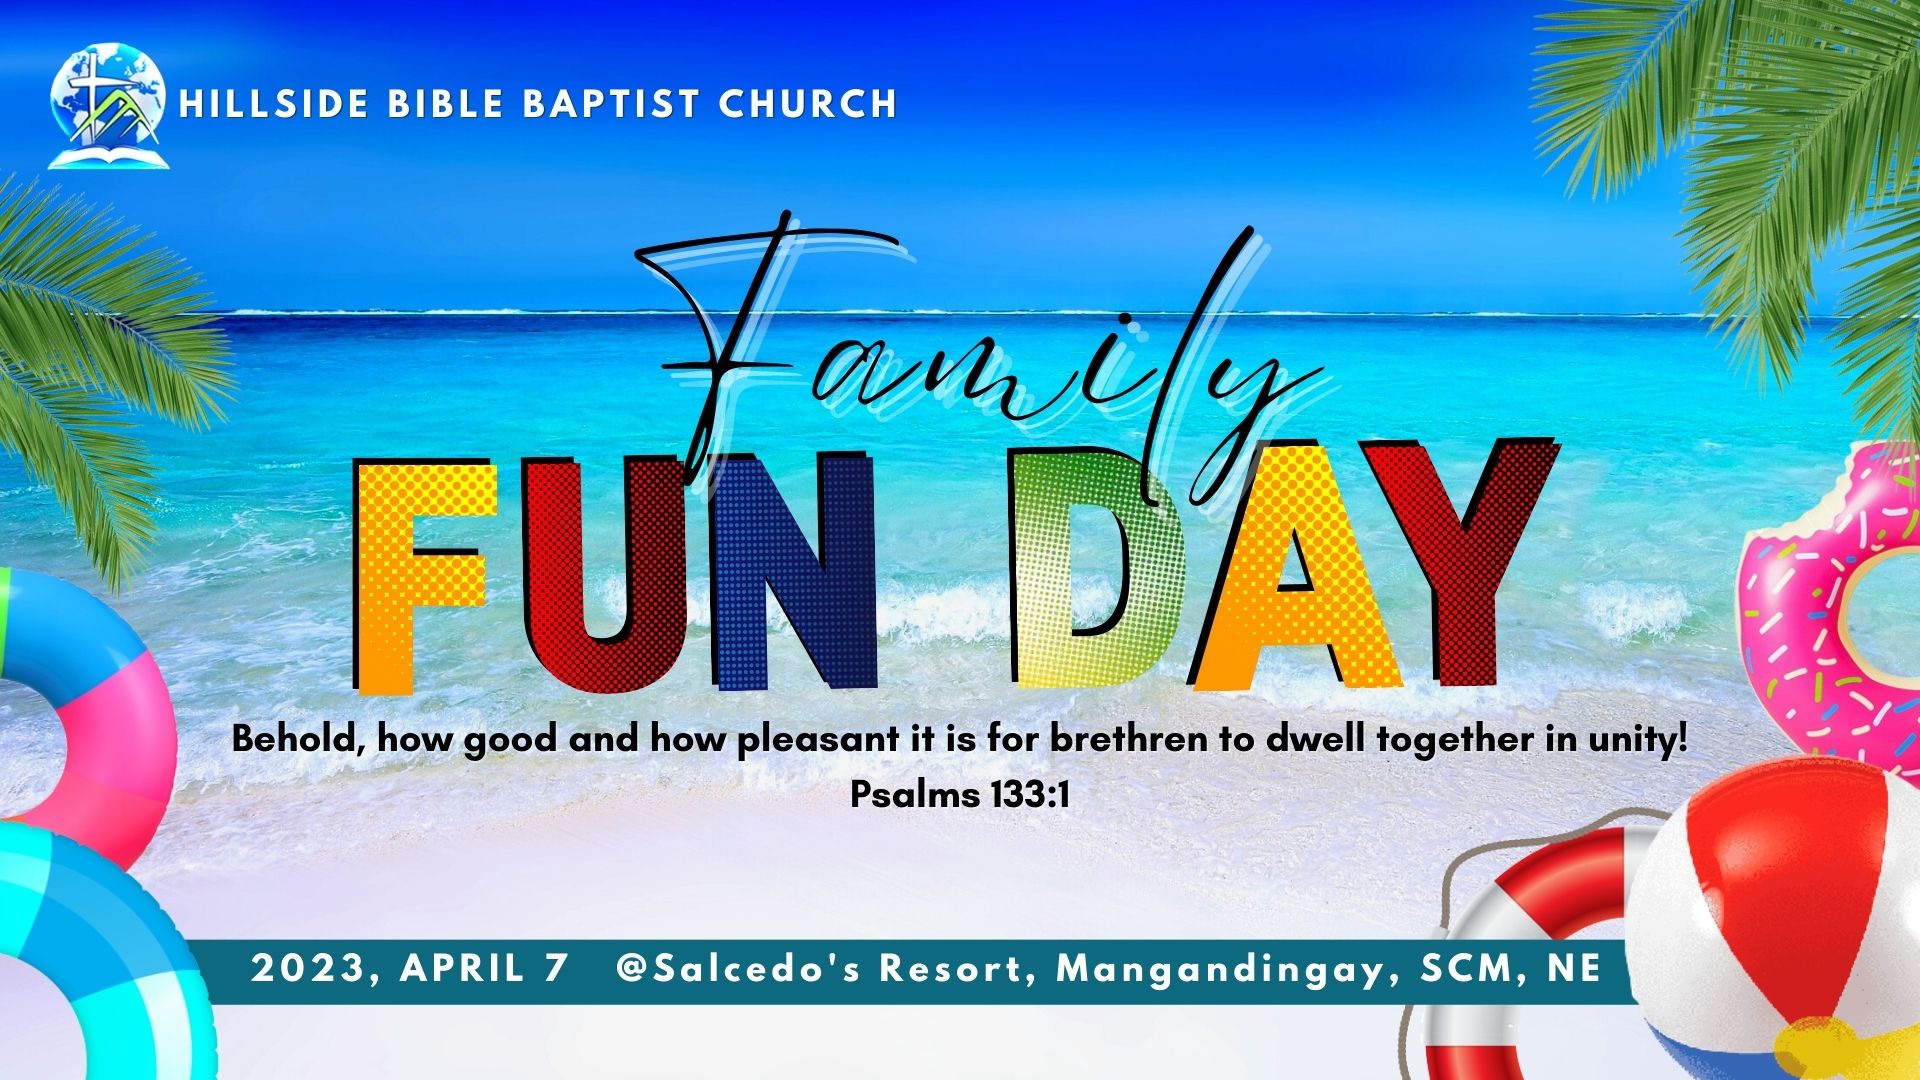 HILLSIDE BIBLE BAPTIST CHURCH
Family
FUN DAY
Behold, how good and how pleasant it is for brethren to dwell together in unity!
Psalms 133:1
2023, APRIL 7 @Salcedo's Resort, Mangandingay, SCM, NE